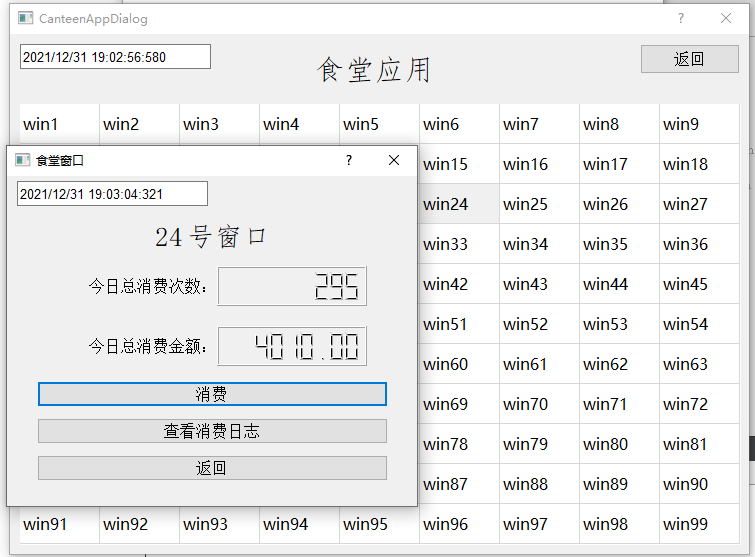 CanteenAppDialog
2021/12/31 19:02:56:580
食堂应用
返回
win1 win2 win3 win4 win5 win6 win7 win8 win9
食堂窗口
win15 win16 win17 win18
2021/12/31 19:03:04:321
win24 win25 win26 win27
24号窗口
win33 win34 win35 win36
今日总消费次数: 295
win42 win43 win44 win45
win51 win52 win53 win54
今日总消费金额: 4010.00
win60 win61 win62 win63
消费
win69 win70 win71 win72
查看消费日志
win78 win79 win80 win81
返回
win87 win88 win89 win90
win91 win92 win93 win94 win95 win96 win97 win98 win99